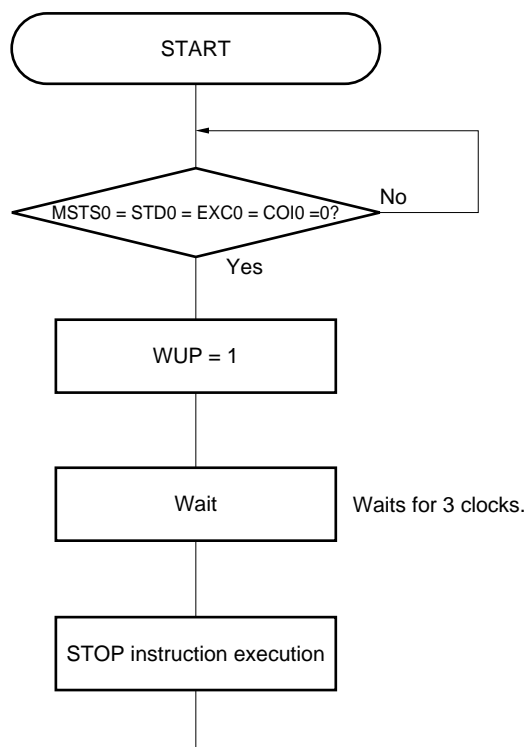 START
MSTS0 = STD0 = EXC0 = COI0 =0?
No
Yes
WUP = 1
Wait
Waits for 3 clocks.
STOP instruction execution